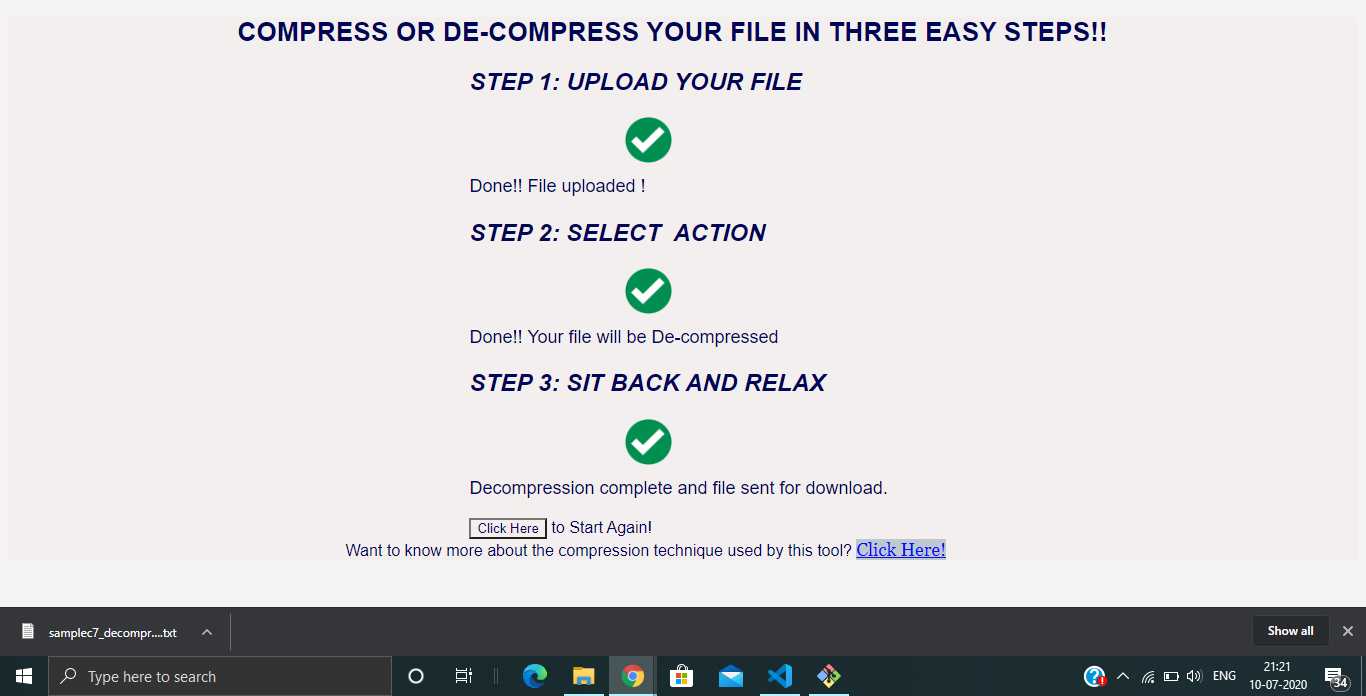 COMPRESS OR DE-COMPRESS YOUR FILE IN THREE EASY STEPS!!
STEP 1: UPLOAD YOUR FILE
Done!! File uploaded !
STEP 2: SELECT  ACTION
Done!! Your file will be De-compressed
STEP 3: SIT BACK AND RELAX
Decompression complete and file sent for download.
Click Here to Start Again!
Want to know more about the compression technique used by this tool? Click Here!
samplec7_decompr....txt
Show all
Type here to search
ENG
21:21
10-07-2020
34